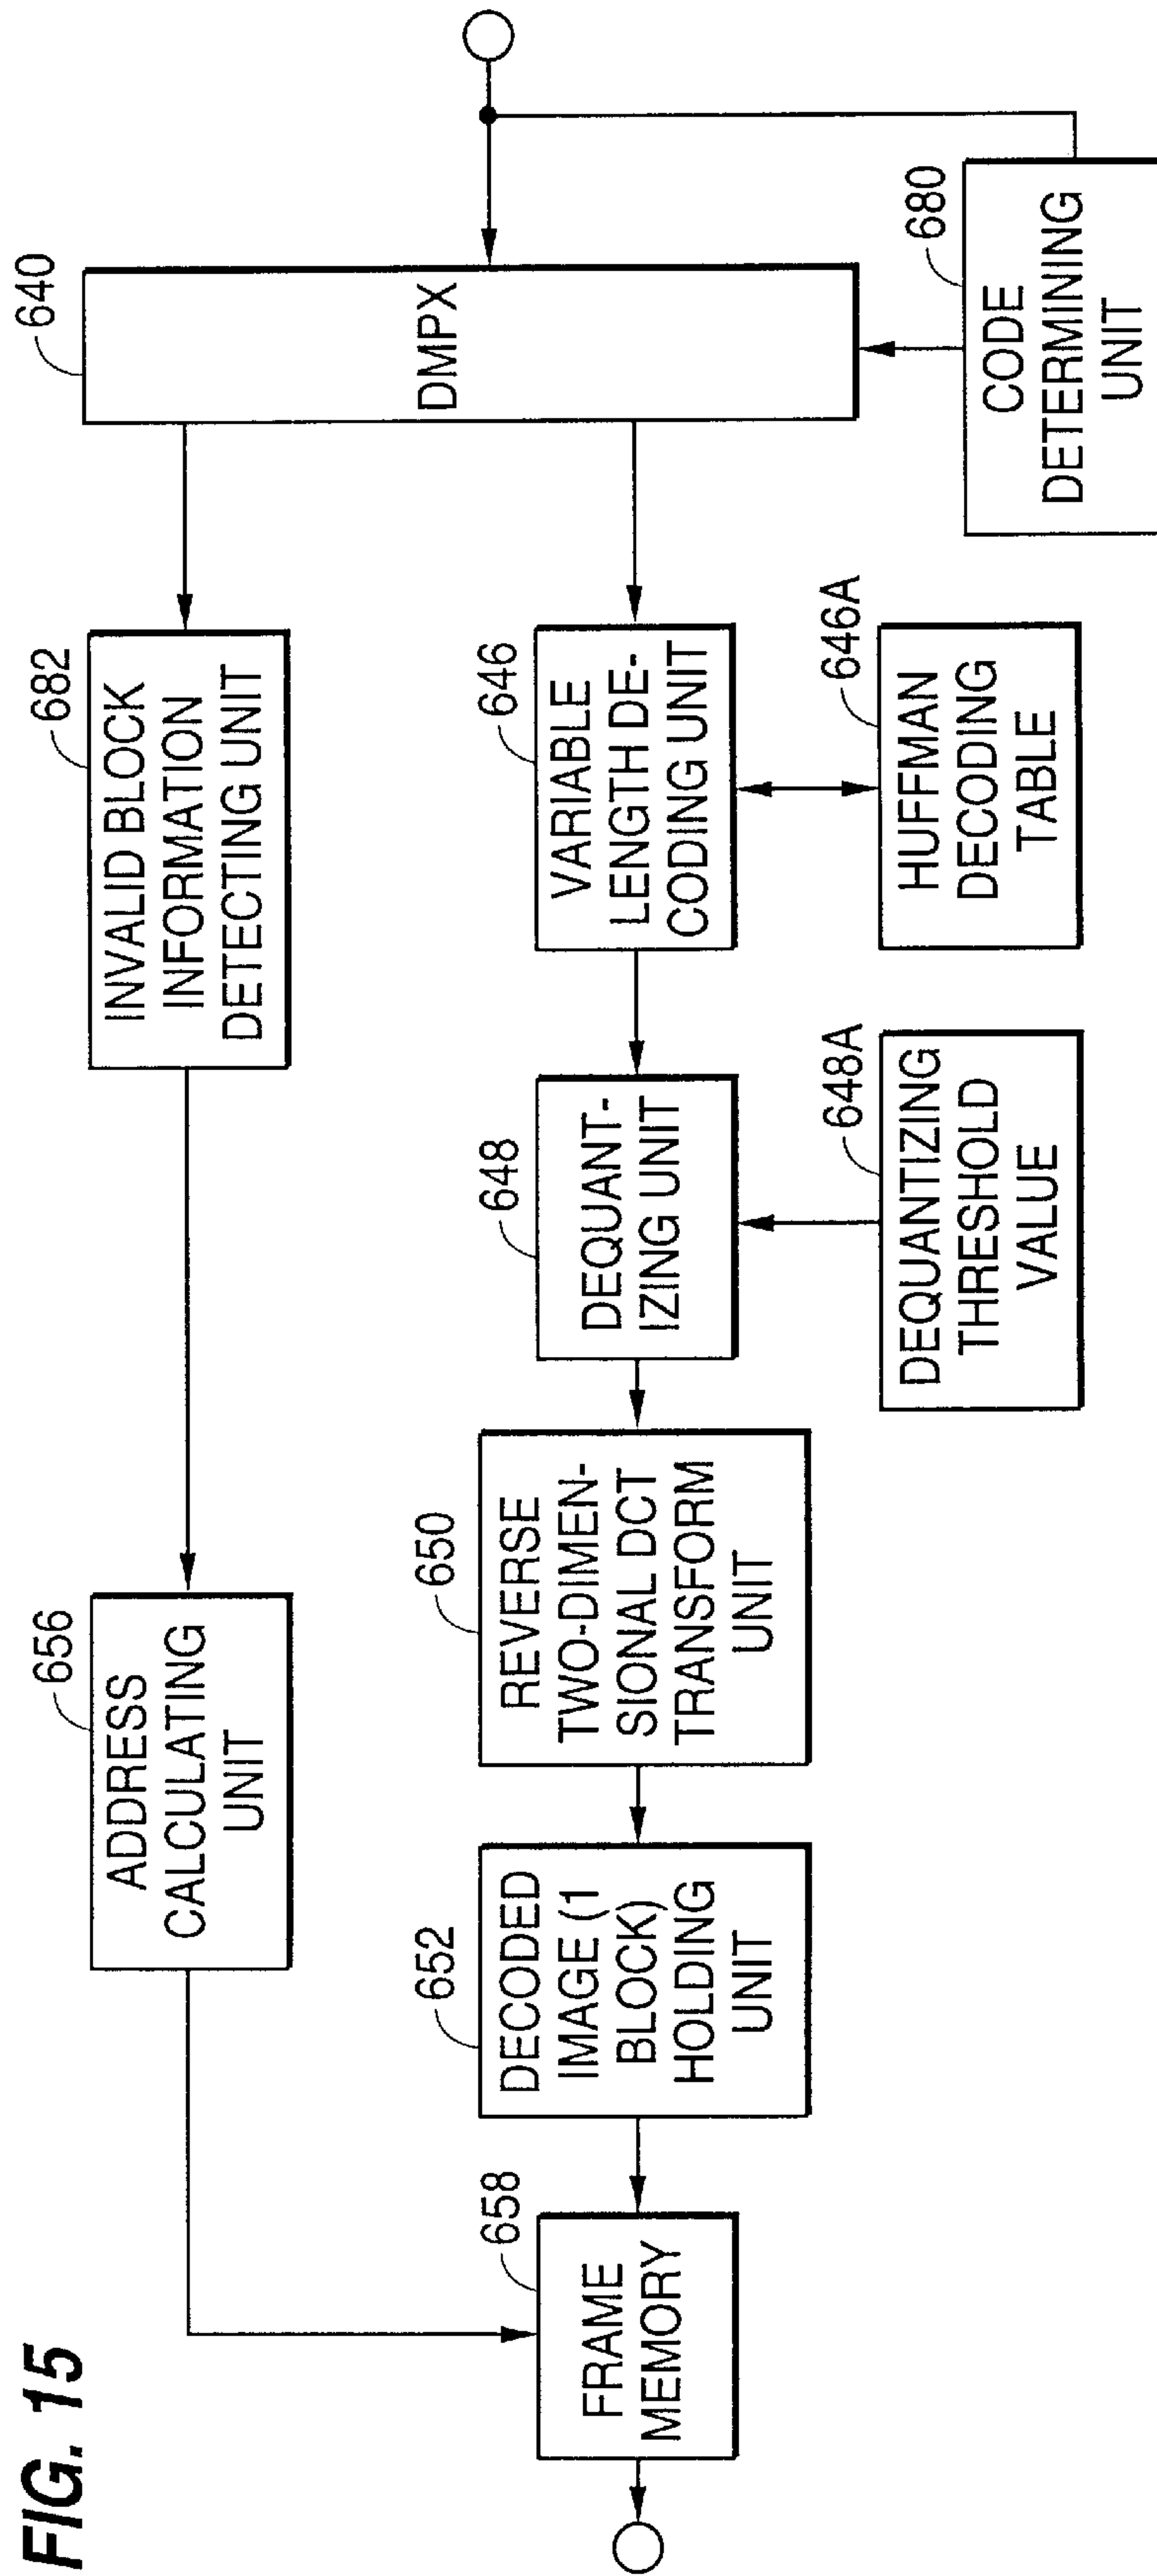 FIG. 15
658
FRAME
MEMORY
656
ADDRESS
CALCULATING
UNIT
652
DECODED
IMAGE (1
BLOCK)
HOLDING
UNIT
650
REVERSE
TWO-DIMEN-
SIONAL DCT
TRANSFORM
UNIT
648
DEQUANT-
IZING UNIT
648A
DEQUANTIZING
THRESHOLD
VALUE
682
INVALID BLOCK
INFORMATION
DETECTING UNIT
646
VARIABLE
LENGTH DE-
CODING UNIT
646A
HUFFMAN
DECODING
TABLE
640
DMPX
680
CODE
DETERMINING
UNIT